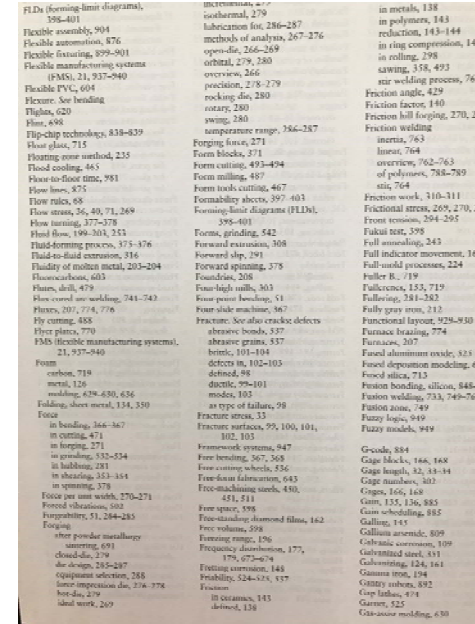 FLDs (forming-limit diagrams),
398–401
Flexible assembly, 904
Flexible automation, 876
Flexible fixturing, 899–901
Flexible manufacturing systems
(FMS), 21, 937–940
Flexible PVC, 604
Flexure. See bending
Flighes, 620
Flint, 698
Flip-chip technology, 838–839
Float glass, 715
Floating-zone method, 235
Flood cooling, 465
Floor-to-floor time, 981
Flow lines, 875
Flow rules, 68
Flow stress, 36, 40, 71, 269
Flow turning, 377–378
Fluid flow, 199–203, 253
Fluid-forming process, 375–376
Fluid-to-fluid extrusion, 316
Fluidity of molten metal, 203–204
Fluorocarbons, 603
Flutes, drill, 479
Flux-cored arc welding, 741–742
Fluxes, 207, 774, 776
Fly cutting, 488
Flyer plates, 770
FMS (flexible manufacturing systems),
21, 937–940
Foam
carbon, 719
metal, 126
molding, 629–630, 636
Folding, sheet metal, 134, 350
Force
in bending, 366–367
in cutting, 471
in forging, 271
in grinding, 532–534
in hubbing, 281
in shearing, 353–354
in spinning, 378
Force per unit width, 270–271
Forced vibrations, 502
Forgeability, 51, 284–285
Forging
after powder metallurgy
sintering, 691
closed-die, 279
die design, 285–287
equipment selection, 288
force impression die, 276–278
hot-die, 279
ideal work, 269
isothermal, 279
lubrication for, 286–287
methods of analysis, 267–276
open-die, 266–269
orbital, 279, 280
overview, 266
precision, 278–279
rocking die, 280
rotary, 280
swing, 280
temperature range, 286–287
Forging force, 271
Form blocks, 371
Form cutting, 493–494
Form milling, 487
Form tools cutting, 467
Formability sheets, 397–403
Forming-limit diagrams (FLDs),
398–401
Forms, grinding, 542
Forward extrusion, 308
Forward slip, 291
Forward spinning, 378
Foundries, 208
Four-high mills, 303
Four-point bending, 51
Four-slide machine, 367
Fracture. See also cracks; defects
abrasive bonds, 537
abrasive grains, 537
brittle, 101–104
defects in, 102–103
defined, 98
ductile, 99–101
modes, 103
as type of failure, 98
Fracture stress, 33
Fracture surfaces, 99, 100, 101,
102, 103
Framework systems, 947
Free bending, 367, 368
Free cutting wheels, 536
Free-form fabrication, 643
Free-machining steels, 450,
451, 511
Free space, 598
Free-standing diamond films, 162
Free volume, 598
Freezing range, 196
Frequency distribution, 177,
179, 673–674
Fretting corrosion, 148
Friability, 524–525, 537
Friction
in ceramics, 143
defined, 138
in metals, 138
in polymers, 143
reduction, 143–144
in ring compression,
in rolling, 298
sawing, 358, 493
stir welding process,
Friction angle, 429
Friction factor, 140
Friction hill forging, 270,
Friction welding
inertia, 763
linear, 764
overview, 762–763
of polymers, 788–789
stir, 764
Friction work, 310–311
Frictional stress, 269, 270,
Front tension, 294–295
Fukui test, 398
Full annealing, 243
Full indicator movement,
Full-mold processes, 224
Fuller B., 719
Fullerenes, 153, 719
Fullering, 281–282
Fully gray iron, 212
Functional layout, 929–930
Furnace brazing, 774
Furnaces, 207
Fused aluminum oxide, 525
Fused deposition modeling,
Fused silica, 713
Fusion bonding, silicon,
Fusion welding, 733,
Fusion zone, 749
Fuzzy logic, 949
Fuzzy models, 949
G-code, 884
Gage blocks, 166, 168
Gage length, 32, 33–34
Gage numbers, 302
Gages, 166, 168
Gain, 135, 136, 885
Gain scheduling, 885
Galling, 145
Gallium arsenide, 809
Galvanic corrosion, 109
Galvanized steel, 331
Galvanizing, 124, 161
Gamma iron, 194
Gantry robots, 892
Gap lathes, 474
Garnet, 525
Gas-assist molding, 630